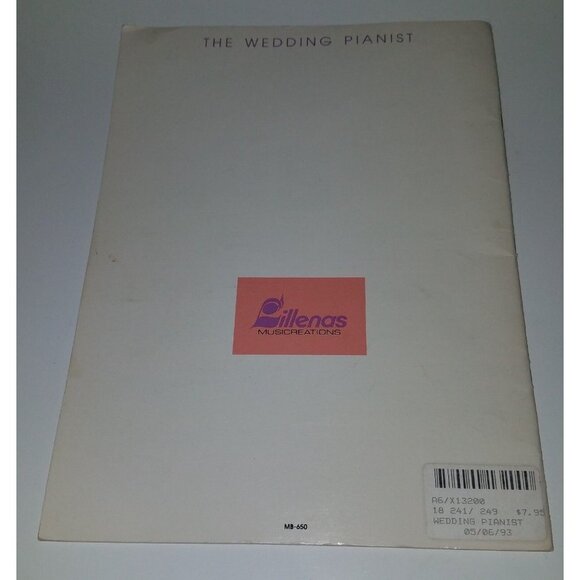 THE WEDDING PIANIST
Lillenas
MUSICREATIONS
MB-650
A6/X13200
18 241/ 249 $7.95
WEDDING PIANIST
05/06/93